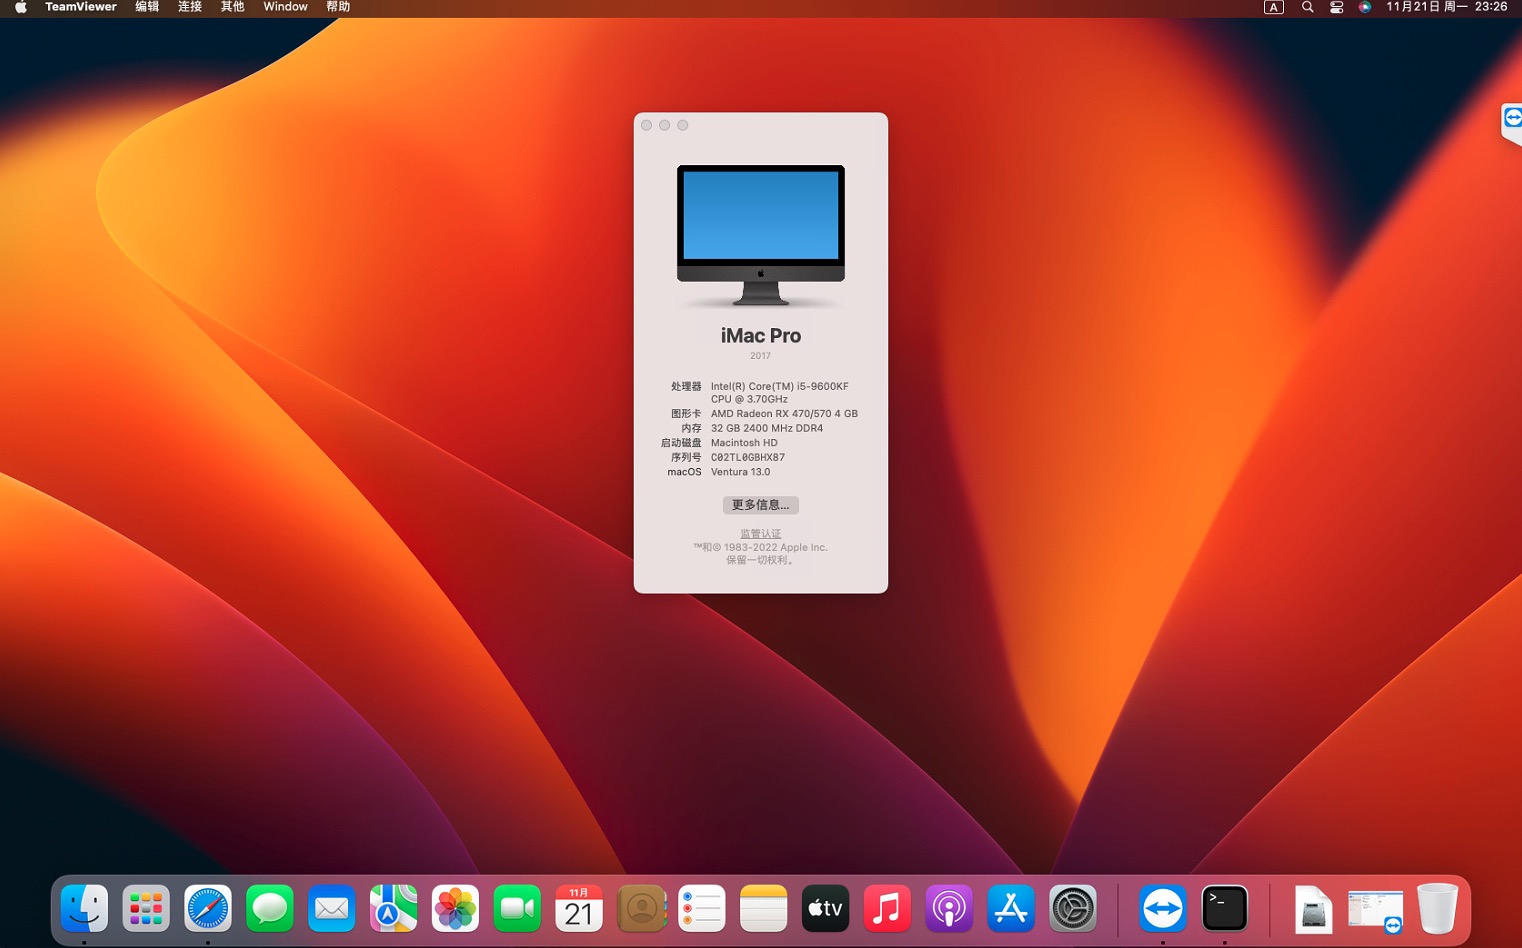 TeamViewer 编辑 连接 其他 Window 帮助
A 11月21日 周一 23:26
iMac Pro
2017
处理器 Intel(R) Core(TM) i5-9600KF
CPU @ 3.70GHz
图形卡 AMD Radeon RX 470/570 4 GB
内存 32 GB 2400 MHz DDR4
启动磁盘 Macintosh HD
序列号 C02TL0GBHX87
macOS Ventura 13.0
更多信息...
监管认证
™和© 1983-2022 Apple Inc.
保留一切权利。
11月
21
tv
>_